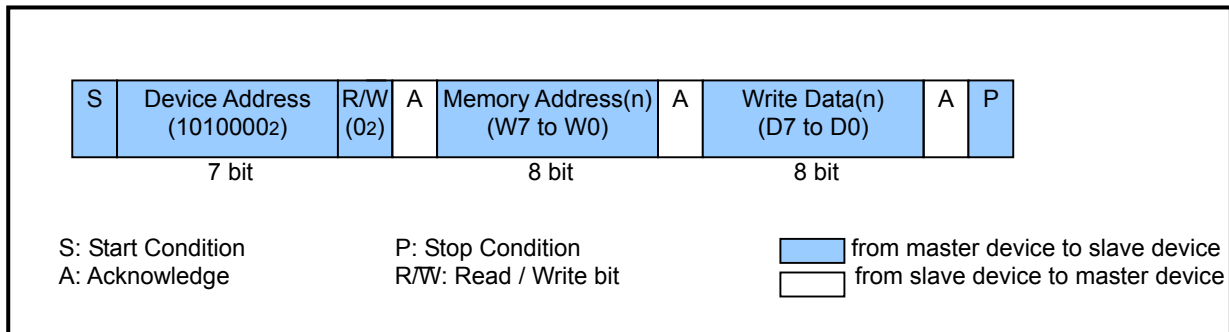 S Device Address R/W A Memory Address(n) A Write Data(n) A P
(1010000₂) (0₂) (W7 to W0) (D7 to D0)
7 bit 8 bit 8 bit
S: Start Condition P: Stop Condition from master device to slave device
A: Acknowledge R/W̅: Read / Write bit from slave device to master device